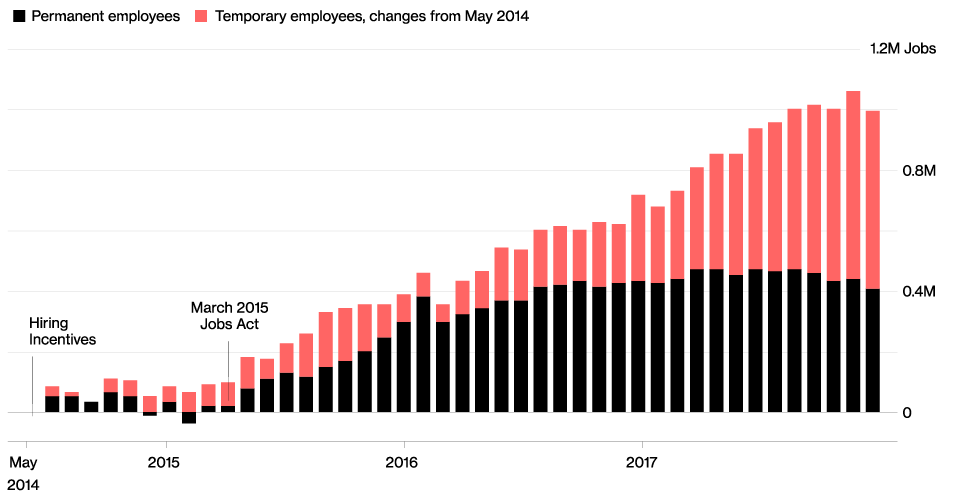 Permanent employees Temporary employees, changes from May 2014
1.2M Jobs
0.8M
0.4M
March 2015
Jobs Act
Hiring
Incentives
0
May
2014
2015
2016
2017